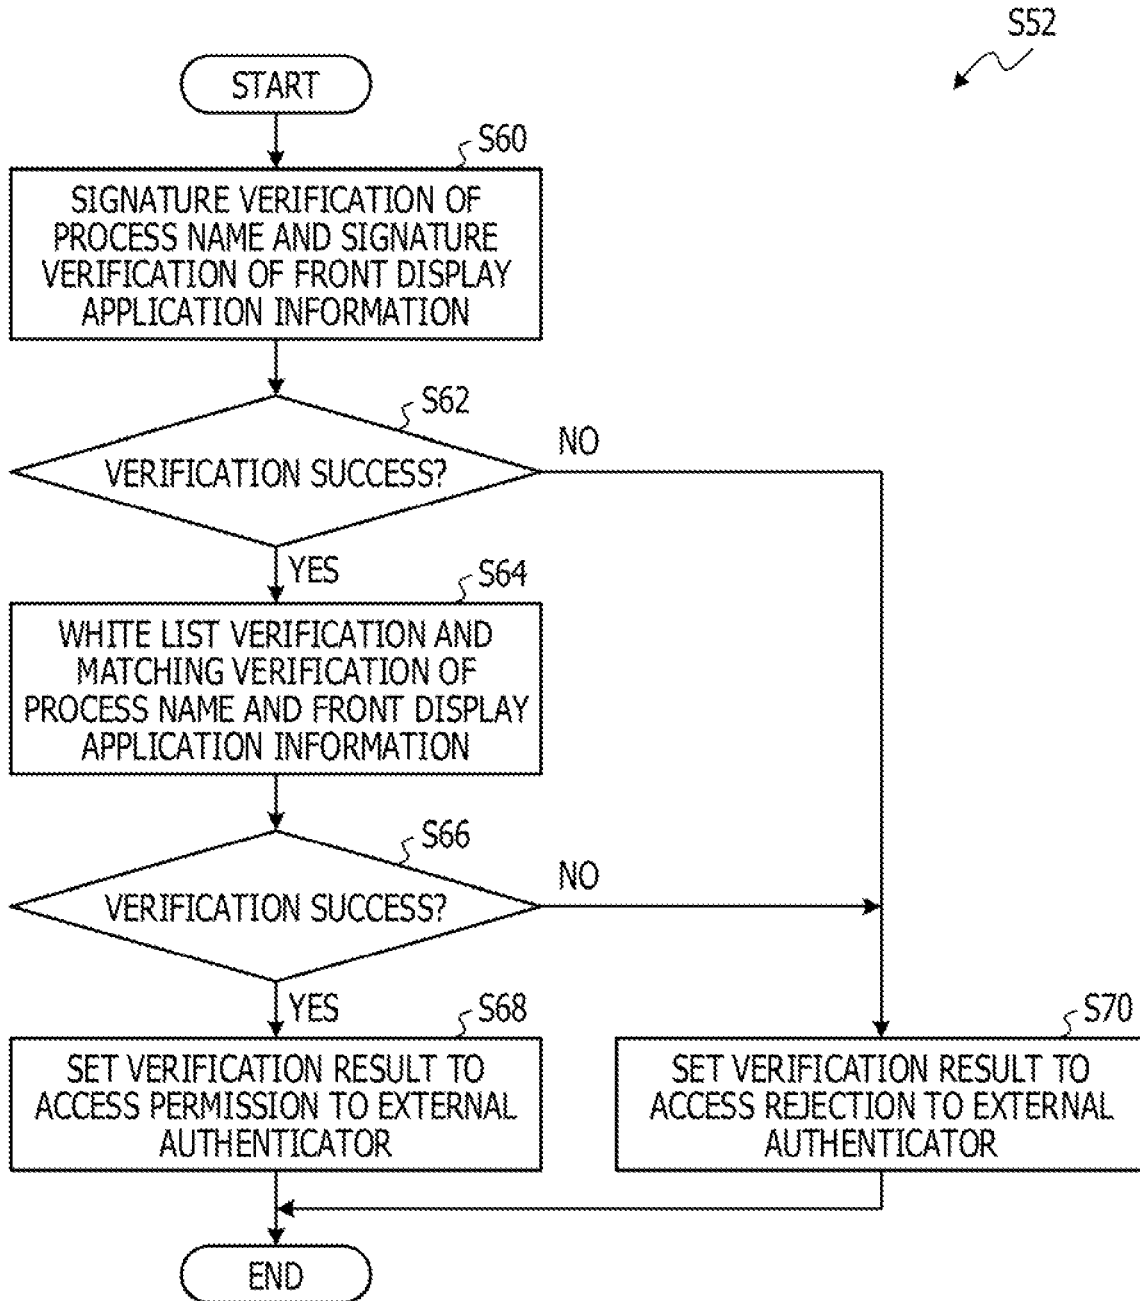 S52
START
S60
SIGNATURE VERIFICATION OF
PROCESS NAME AND SIGNATURE
VERIFICATION OF FRONT DISPLAY
APPLICATION INFORMATION
S62
VERIFICATION SUCCESS?
NO
YES
S64
WHITE LIST VERIFICATION AND
MATCHING VERIFICATION OF
PROCESS NAME AND FRONT DISPLAY
APPLICATION INFORMATION
S66
VERIFICATION SUCCESS?
NO
YES
S68
SET VERIFICATION RESULT TO
ACCESS PERMISSION TO EXTERNAL
AUTHENTICATOR
S70
SET VERIFICATION RESULT TO
ACCESS REJECTION TO EXTERNAL
AUTHENTICATOR
END